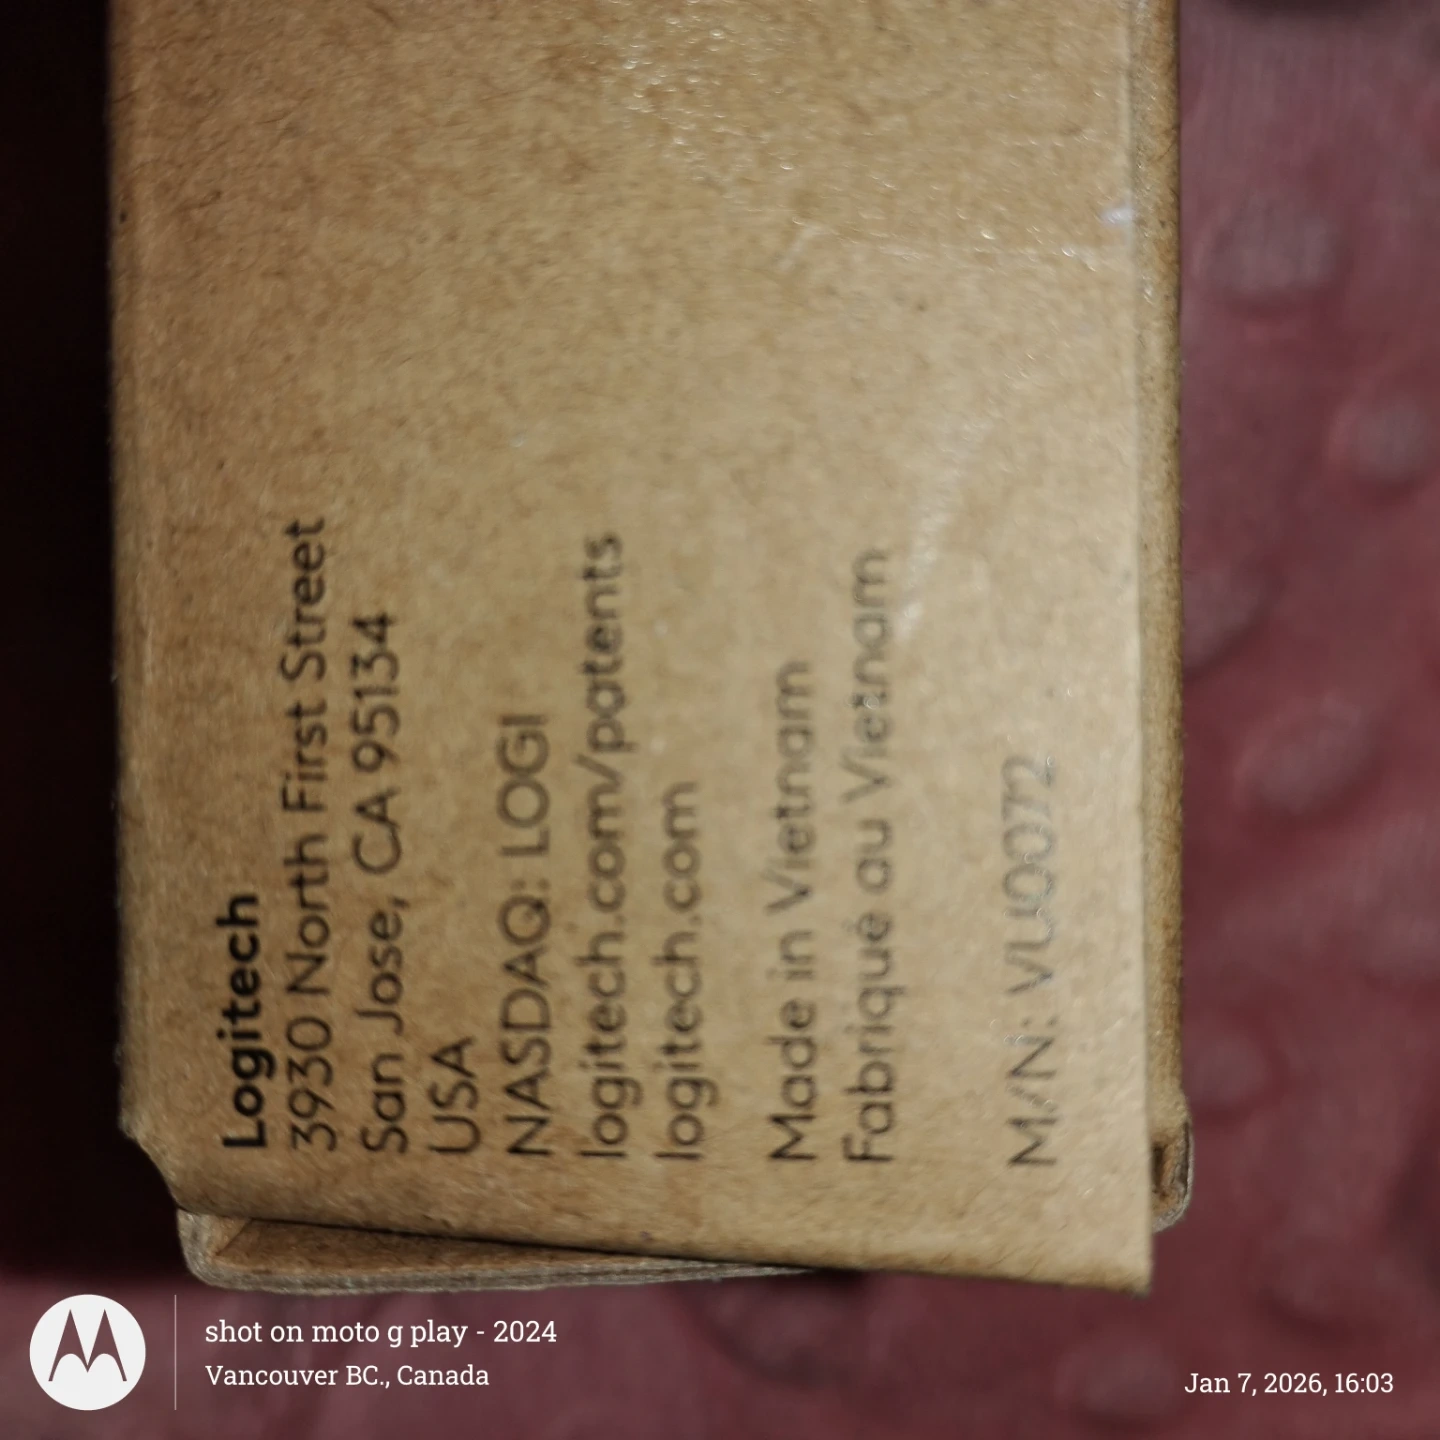 Logitech
3930 North First Street
San Jose, CA 95134
USA
NASDAQ: LOGI
logitech.com/patents
logitech.com
Made in Vietnam
Fabriqué au Vietnam
M/N: VU0072
shot on moto g play - 2024
Vancouver BC., Canada
Jan 7, 2026, 16:03